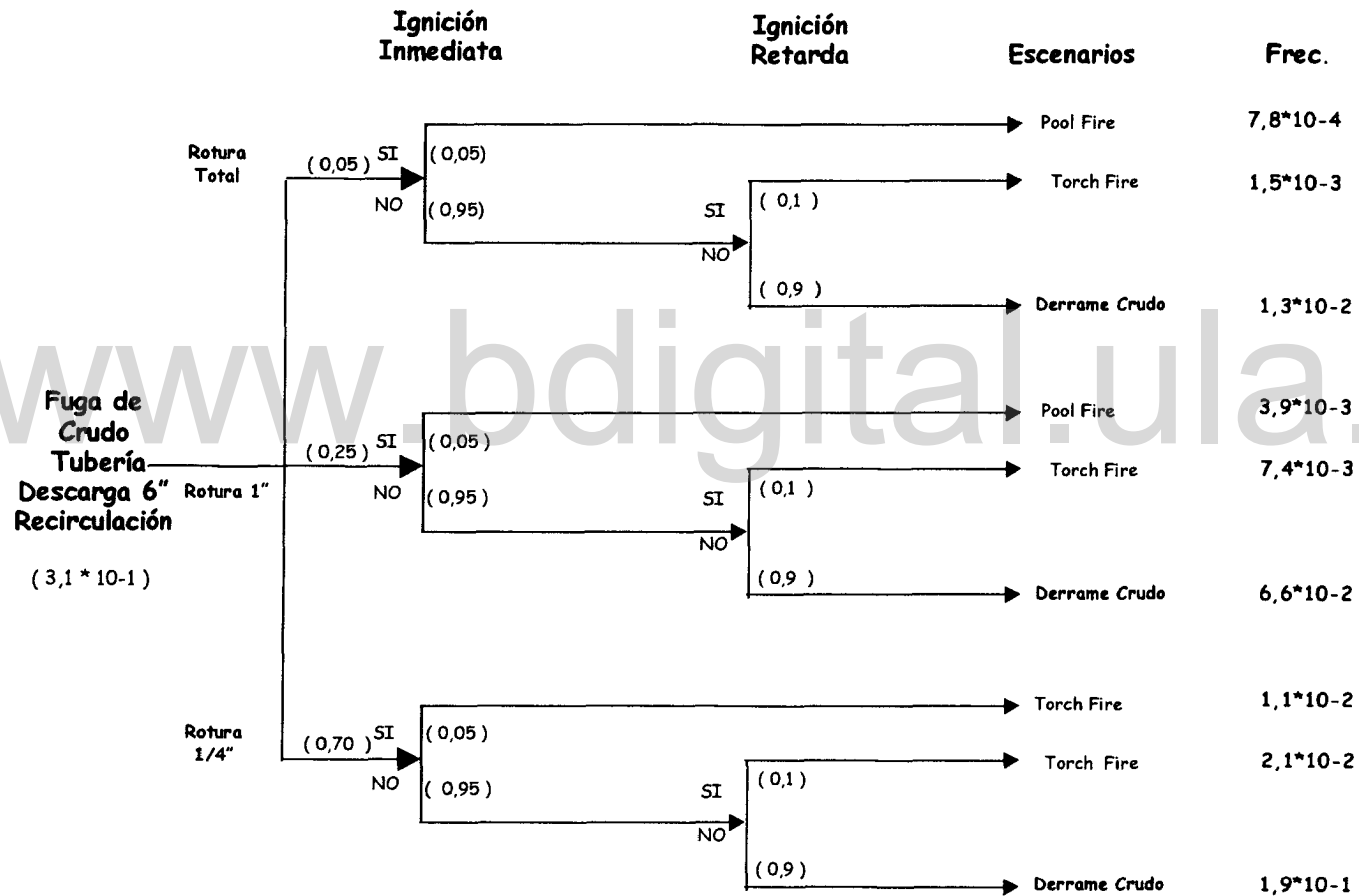 Ignición
Inmediata
Ignición
Retarda
Escenarios
Frec.
Pool Fire
7,8*10-4
Rotura
Total
( 0,05 )
SI
( 0,05)
Torch Fire
1,5*10-3
NO
( 0,95)
SI
( 0,1 )
NO
( 0,9 )
Derrame Crudo
1,3*10-2
www.bdigital.ula.
Fuga de
Crudo
Tubería
Descarga 6"
Recirculación
( 3,1 * 10-1 )
Pool Fire
3,9*10-3
( 0,25 )
SI
( 0,05 )
Torch Fire
7,4*10-3
Rotura 1"
NO
( 0,95 )
SI
( 0,1 )
NO
( 0,9 )
Derrame Crudo
6,6*10-2
Torch Fire
1,1*10-2
Rotura
1/4"
( 0,70 )
SI
( 0,05 )
Torch Fire
2,1*10-2
NO
( 0,95 )
SI
( 0,1 )
NO
( 0,9 )
Derrame Crudo
1,9*10-1